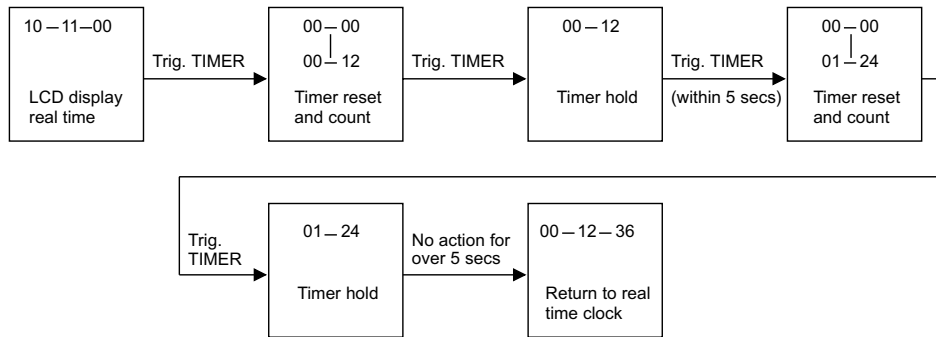 10–11–00
LCD display
real time
Trig. TIMER
00–00
00–12
Timer reset
and count
Trig. TIMER
00–12
Timer hold
Trig. TIMER
(within 5 secs)
00–00
01–24
Timer reset
and count
Trig.
TIMER
01–24
Timer hold
No action for
over 5 secs
00–12–36
Return to real
time clock